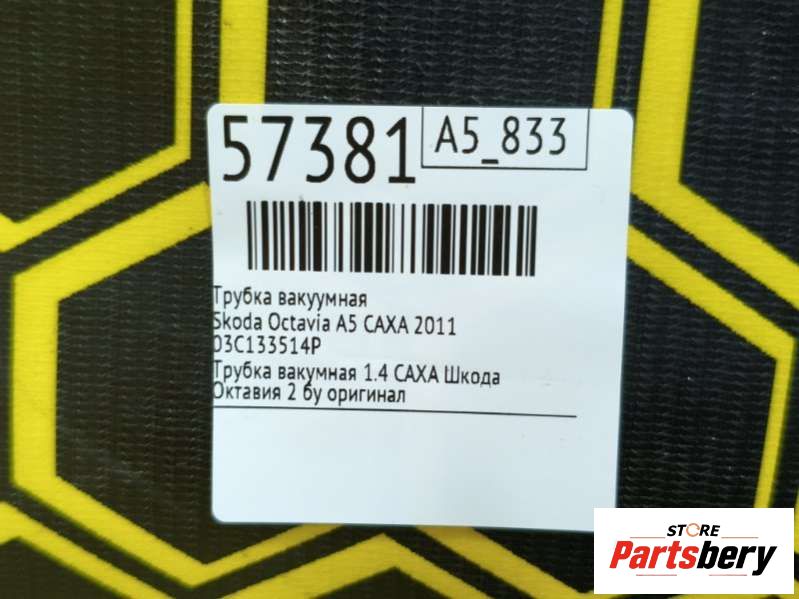 57381
A5_833
Трубка вакуумная
Skoda Octavia A5 CAXA 2011
03C133514P
Трубка вакумная 1.4 CAXA Шкода
Октавия 2 бу оригинал
STORE
Partsbery